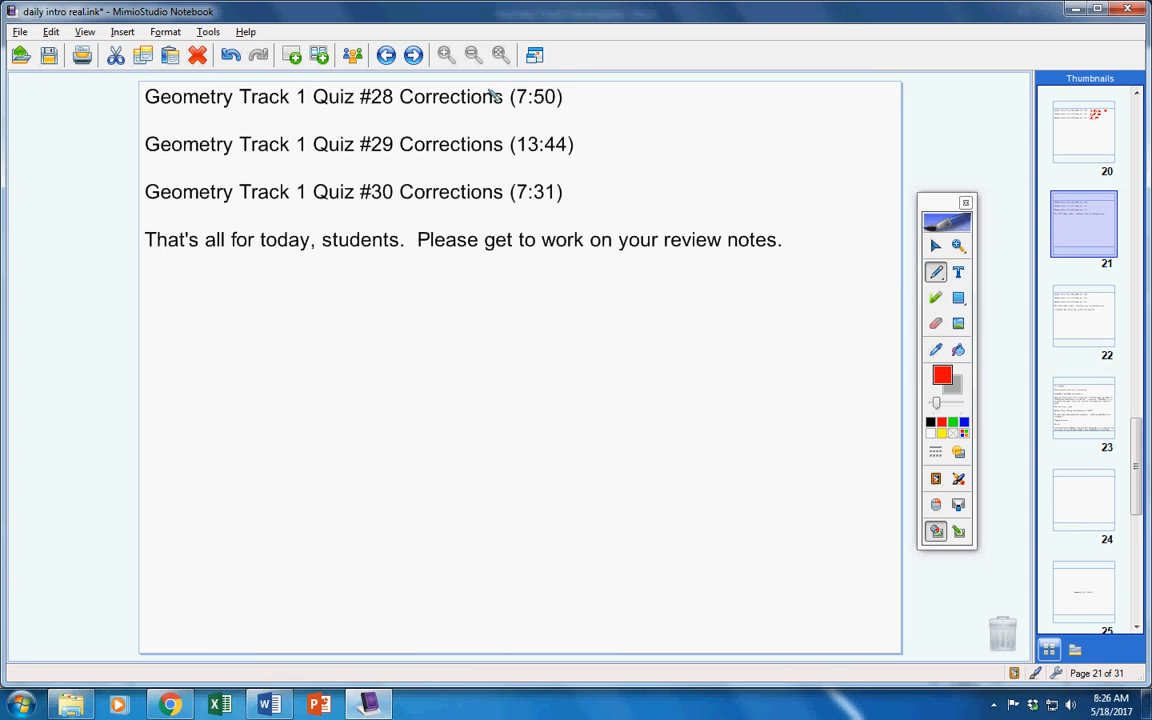 daily intro real.ink* - MimioStudio Notebook
File Edit View Insert Format Tools Help
Geometry Track 1 Quiz #28 Corrections (7:50)
Geometry Track 1 Quiz #29 Corrections (13:44)
Geometry Track 1 Quiz #30 Corrections (7:31)
That's all for today, students.  Please get to work on your review notes.
Thumbnails
20
21
22
23
24
25
Page 21 of 31
8:26 AM
5/18/2017